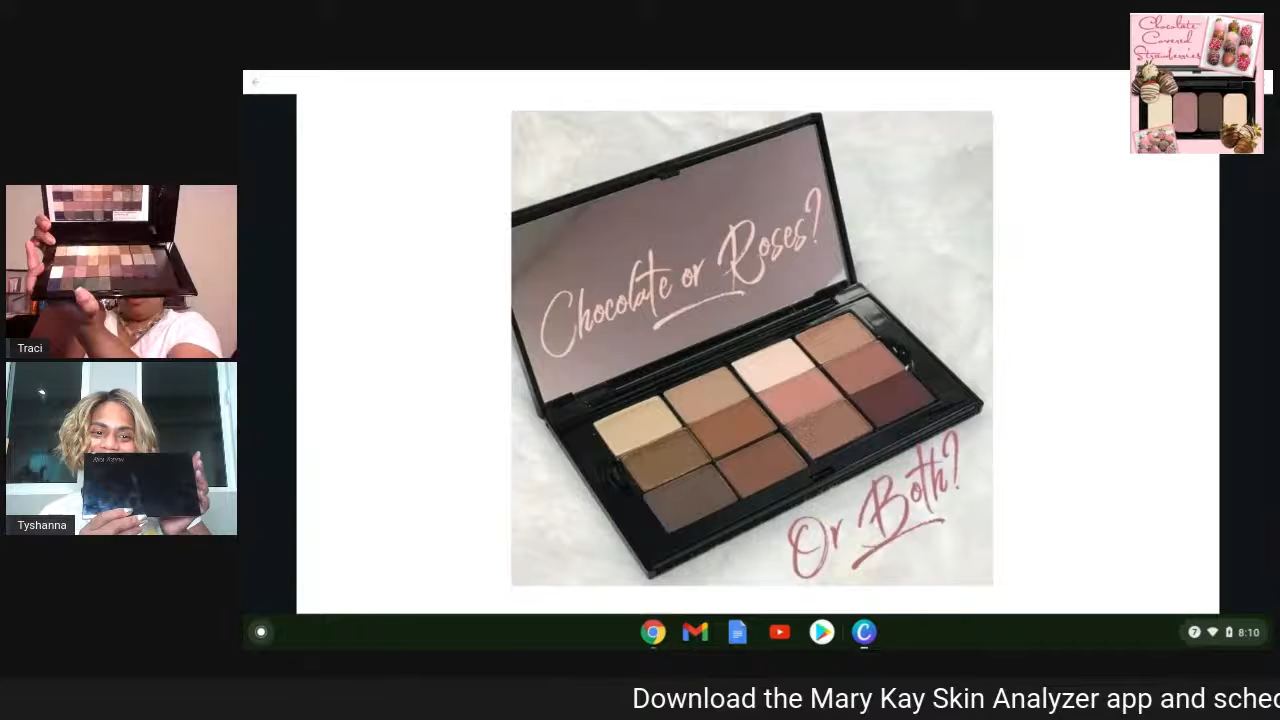 Chocolate
Covered
Strawberries
Chocolate or Roses?
Or Both?
Traci
Tyshanna
8:10
Download the Mary Kay Skin Analyzer app and sched